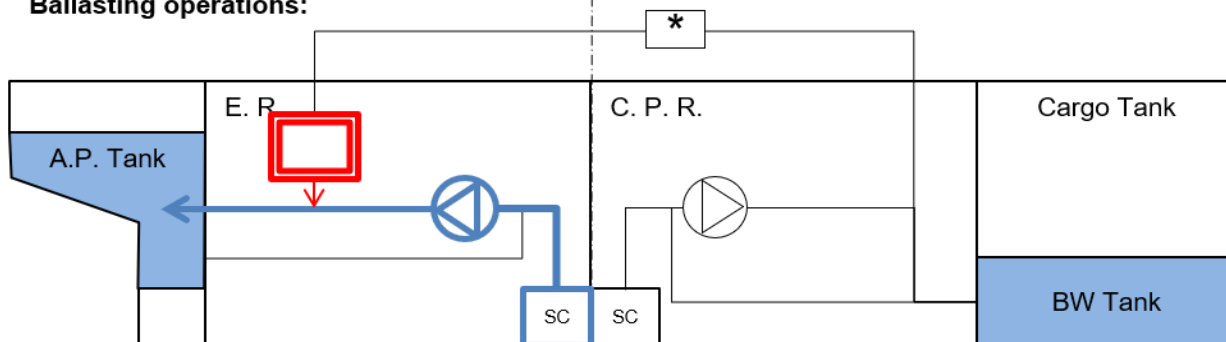 Ballasting operations:
*
E. R.
C. P. R.
Cargo Tank
A.P. Tank
BW Tank
SC
SC